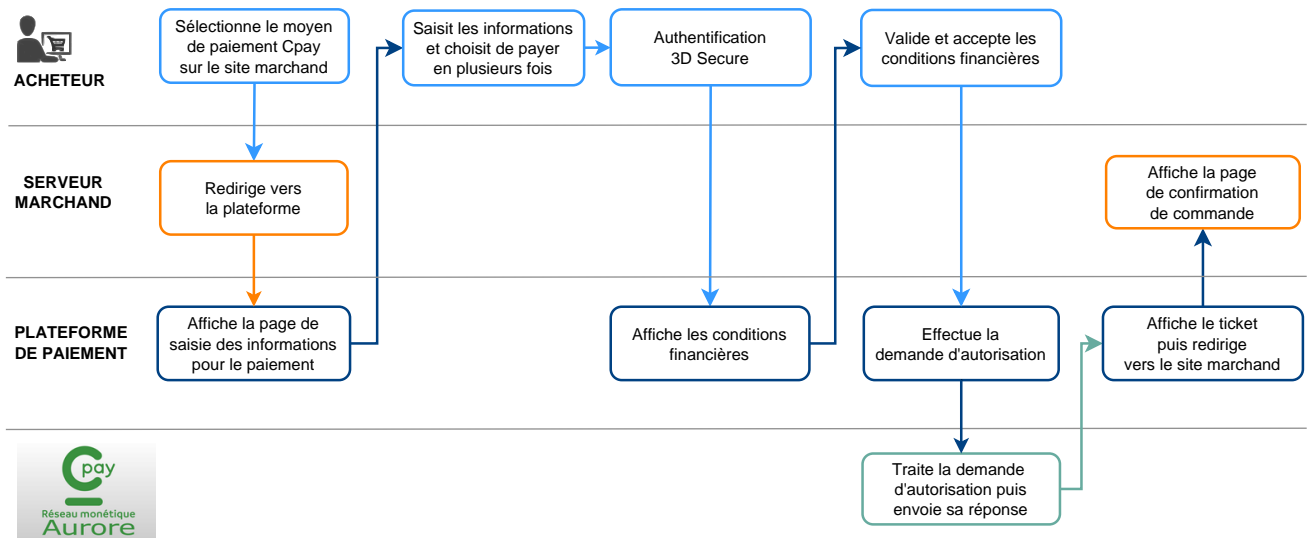 ACHETEUR
Sélectionne le moyen
de paiement Cpay
sur le site marchand
Saisit les informations
et choisit de payer
en plusieurs fois
Authentification
3D Secure
Valide et accepte les
conditions financières
SERVEUR
MARCHAND
Redirige vers
la plateforme
Affiche la page
de confirmation
de commande
PLATEFORME
DE PAIEMENT
Affiche la page de
saisie des informations
pour le paiement
Affiche les conditions
financières
Effectue la
demande d'autorisation
Affiche le ticket
puis redirige
vers le site marchand
Cpay
Réseau monétique
Aurore
Traite la demande
d'autorisation puis
envoie sa réponse